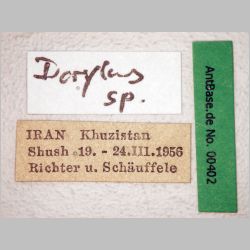 Dorylus
sp.
IRAN Khuzistan
Shush 19. - 24.III.1956
Richter u. Schäuffele
AntBase.de No. 00402